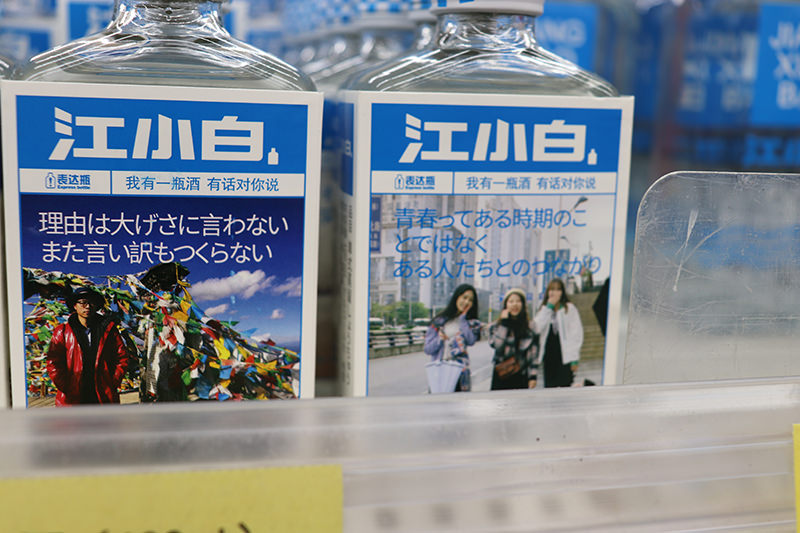 江小白
表达瓶
Express bottle
我有一瓶酒 有话对你说
理由は大げさに言わない
また言い訳もつくらない
江小白
表达瓶
Express bottle
我有一瓶酒 有话对你说
青春ってある時期のこ
とではなく
ある人たちとのつながり